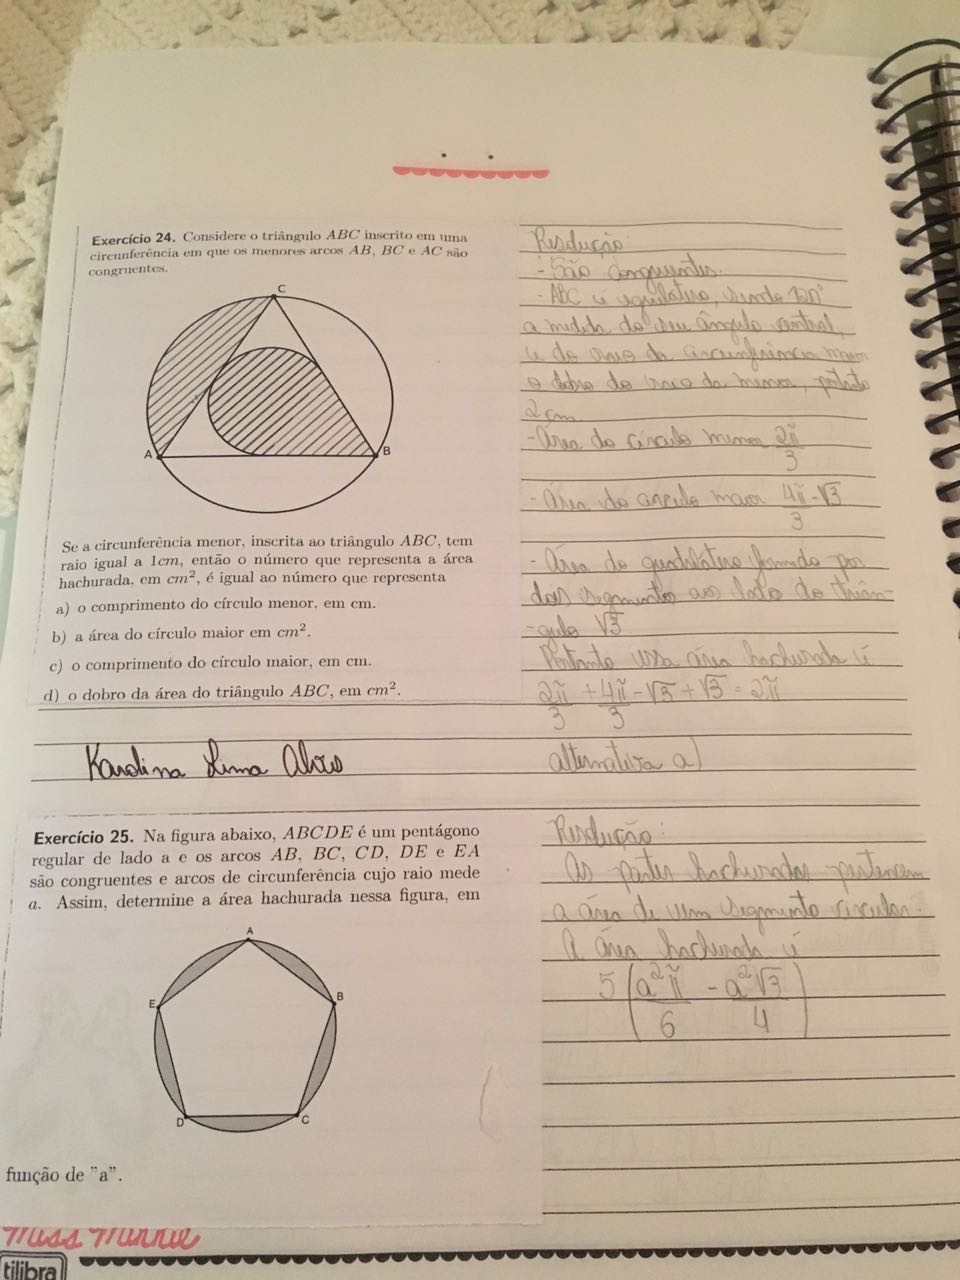 Exercício 24. Considere o triângulo ABC inscrito em uma
circunferência em que os menores arcos AB, BC e AC são
congruentes.
C
A
B
Se a circunferência menor, inscrita ao triângulo ABC, tem
raio igual a 1cm, então o número que representa a área
hachurada, em cm², é igual ao número que representa
a) o comprimento do círculo menor, em cm.
b) a área do círculo maior em cm².
c) o comprimento do círculo maior, em cm.
d) o dobro da área do triângulo ABC, em cm².
Resolução:
- São congruentes.
- ABC é equilátero, sendo 120°
a medida do seu ângulo central,
e do raio da circunferência maior
o dobro do raio da menor, portanto
2cm
- Área do círculo menor 2π/3
- Área do círculo maior 4π/3 - √3
- Área do quadrilátero formado por
dois segmentos aos lados do triân-
-gulo √3
Portanto essa área hachurada é
2π/3 + 4π/3 - √3 + √3 = 2π
alternativa a)
Karolina Lima Alves
Exercício 25. Na figura abaixo, ABCDE é um pentágono
regular de lado a e os arcos AB, BC, CD, DE e EA
são congruentes e arcos de circunferência cujo raio mede
a. Assim, determine a área hachurada nessa figura, em
A
B
C
D
E
função de "a".
Resolução:
As partes hachuradas pertencem
a área de um segmento circular.
A área hachurada é
5(a²π/6 - a²√3/4)
Miss Minnie
tilibra